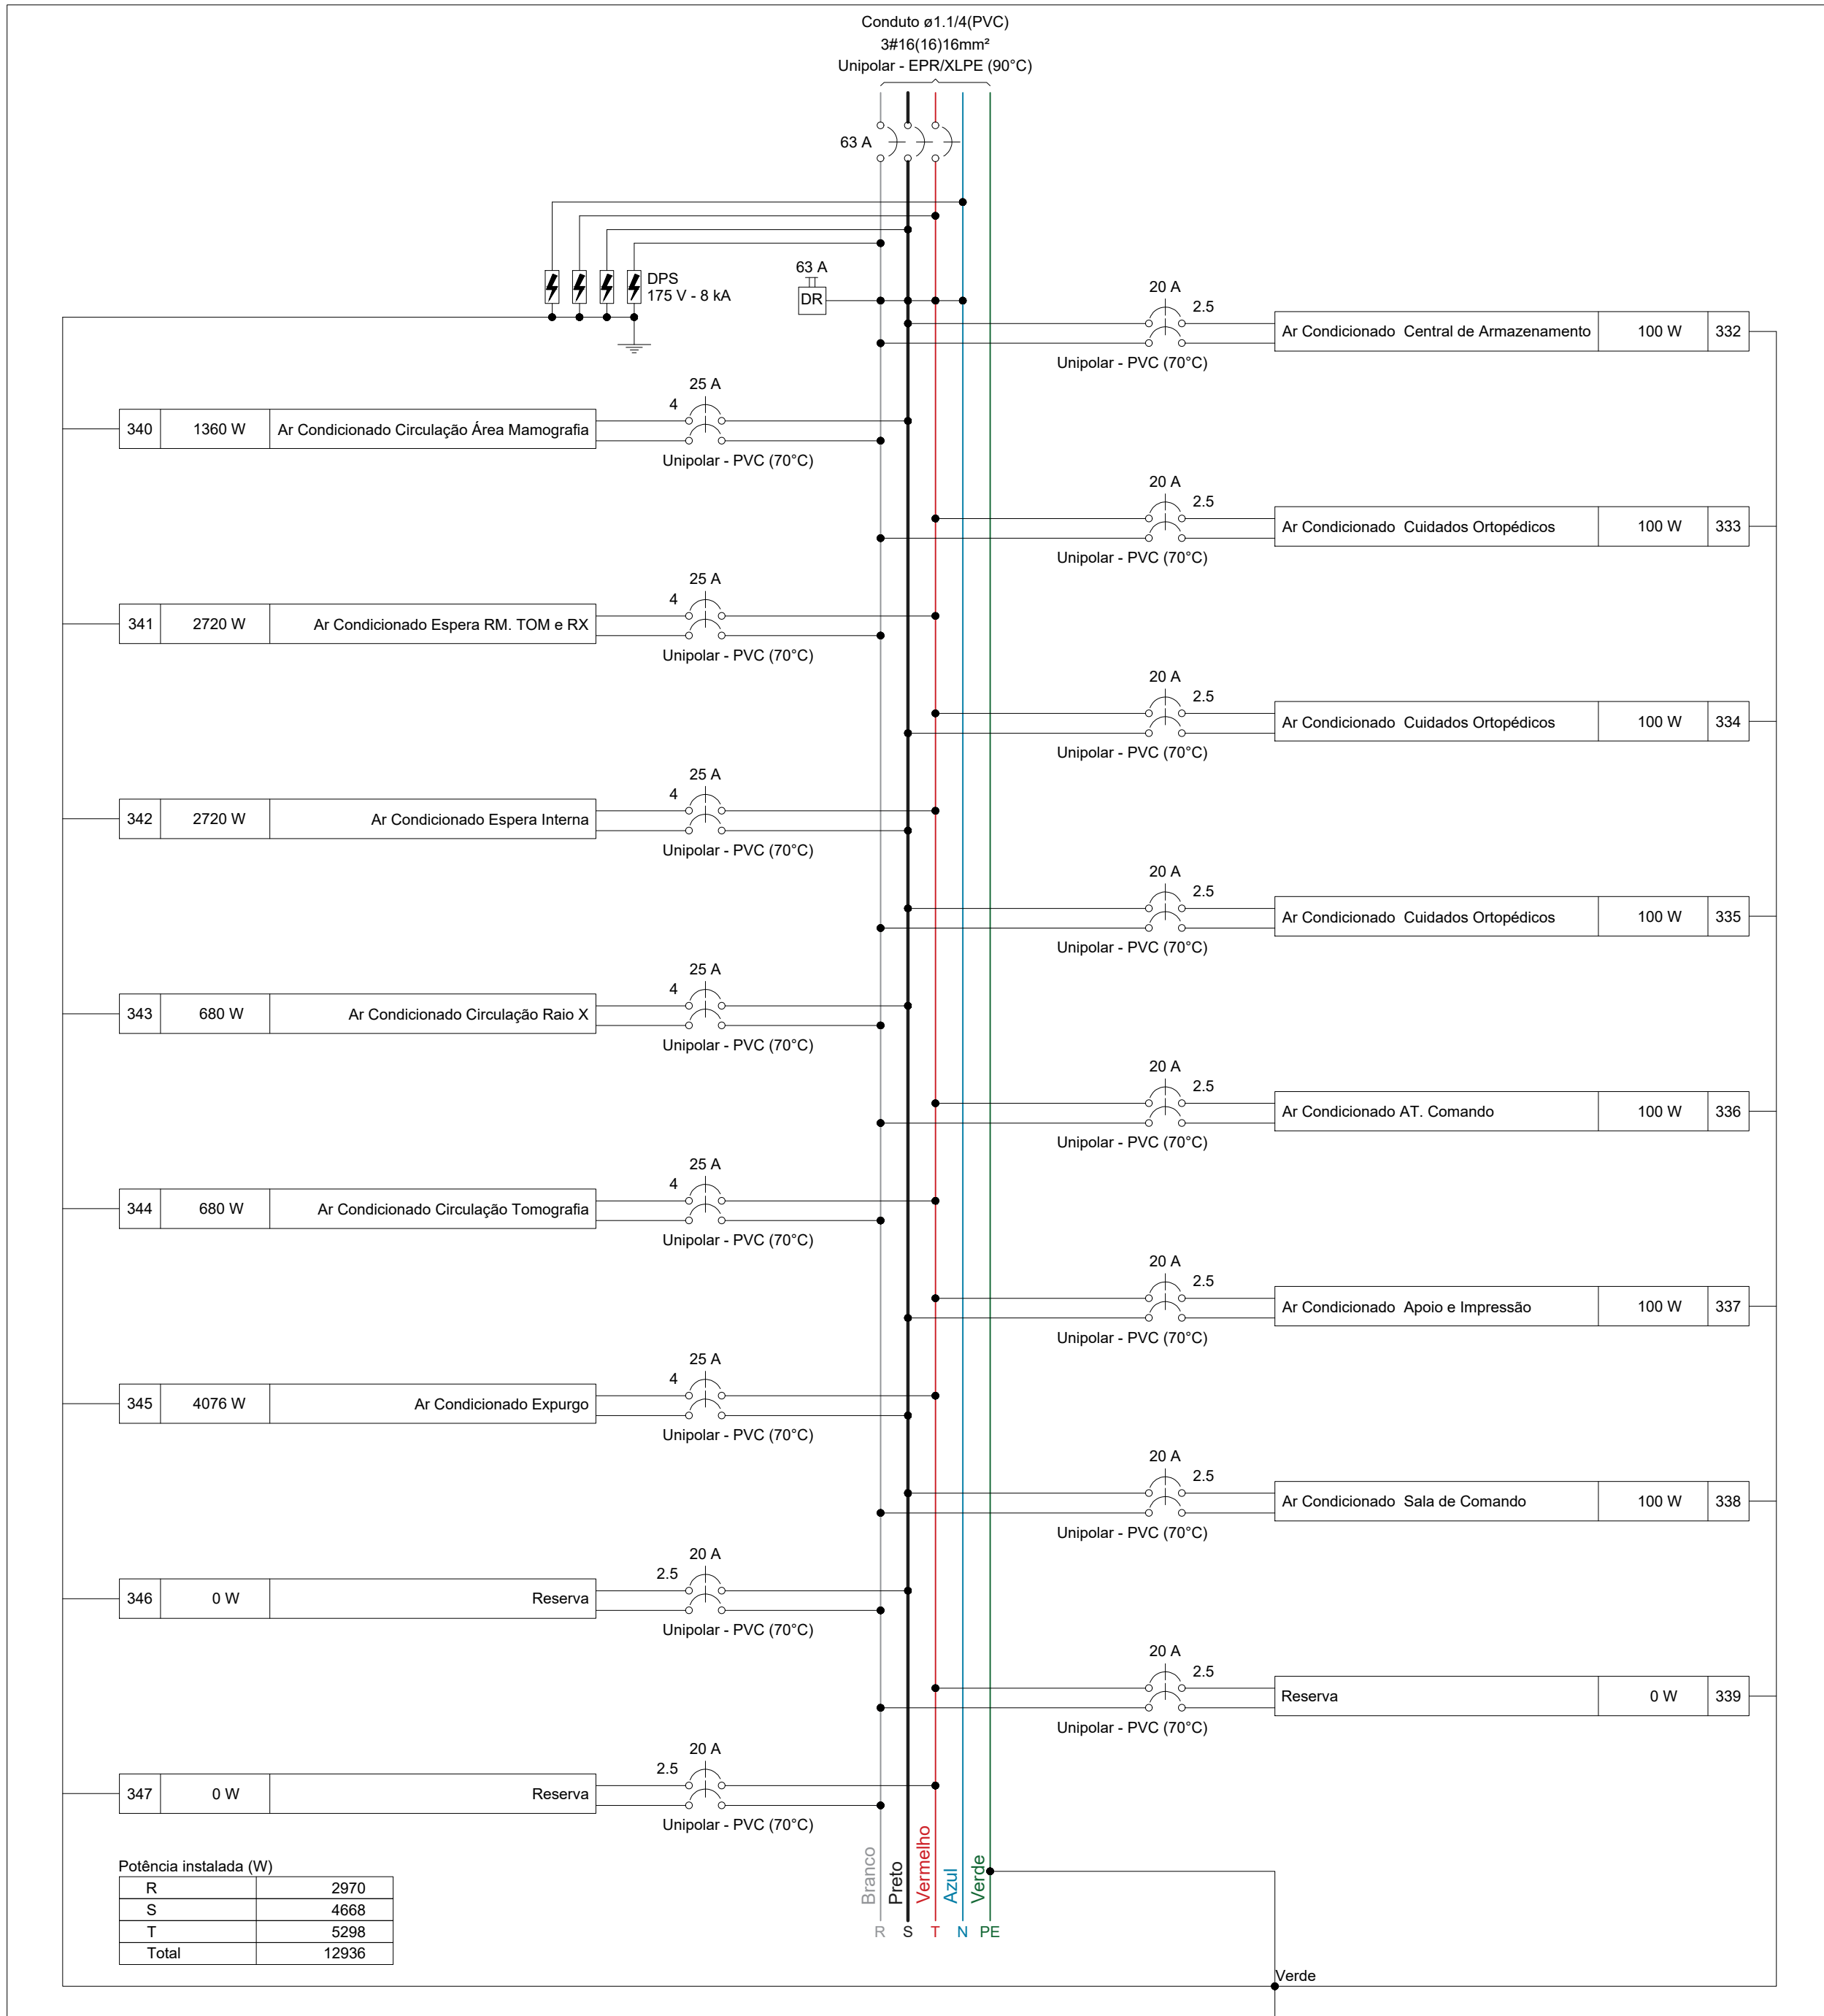 Conduto ø1.1/4(PVC)
3#16(16)16mm²
Unipolar - EPR/XLPE (90°C)
63 A
DPS
175 V - 8 kA
63 A
DR
20 A
2.5
Ar Condicionado  Central de Armazenamento 100 W 332
Unipolar - PVC (70°C)
25 A
4
340 1360 W Ar Condicionado Circulação Área Mamografia
Unipolar - PVC (70°C)
20 A
2.5
Ar Condicionado  Cuidados Ortopédicos 100 W 333
Unipolar - PVC (70°C)
25 A
4
341 2720 W Ar Condicionado Espera RM. TOM e RX
Unipolar - PVC (70°C)
20 A
2.5
Ar Condicionado  Cuidados Ortopédicos 100 W 334
Unipolar - PVC (70°C)
25 A
4
342 2720 W Ar Condicionado Espera Interna
Unipolar - PVC (70°C)
20 A
2.5
Ar Condicionado  Cuidados Ortopédicos 100 W 335
Unipolar - PVC (70°C)
25 A
4
343 680 W Ar Condicionado Circulação Raio X
Unipolar - PVC (70°C)
20 A
2.5
Ar Condicionado AT. Comando 100 W 336
Unipolar - PVC (70°C)
25 A
4
344 680 W Ar Condicionado Circulação Tomografia
Unipolar - PVC (70°C)
20 A
2.5
Ar Condicionado  Apoio e Impressão 100 W 337
Unipolar - PVC (70°C)
25 A
4
345 4076 W Ar Condicionado Expurgo
Unipolar - PVC (70°C)
20 A
2.5
Ar Condicionado  Sala de Comando 100 W 338
Unipolar - PVC (70°C)
20 A
2.5
346 0 W Reserva
Unipolar - PVC (70°C)
20 A
2.5
Reserva 0 W 339
Unipolar - PVC (70°C)
20 A
2.5
347 0 W Reserva
Unipolar - PVC (70°C)
Potência instalada (W)
R 2970
S 4668
T 5298
Total 12936
Branco
Preto
Vermelho
Azul
Verde
R S T N PE
Verde